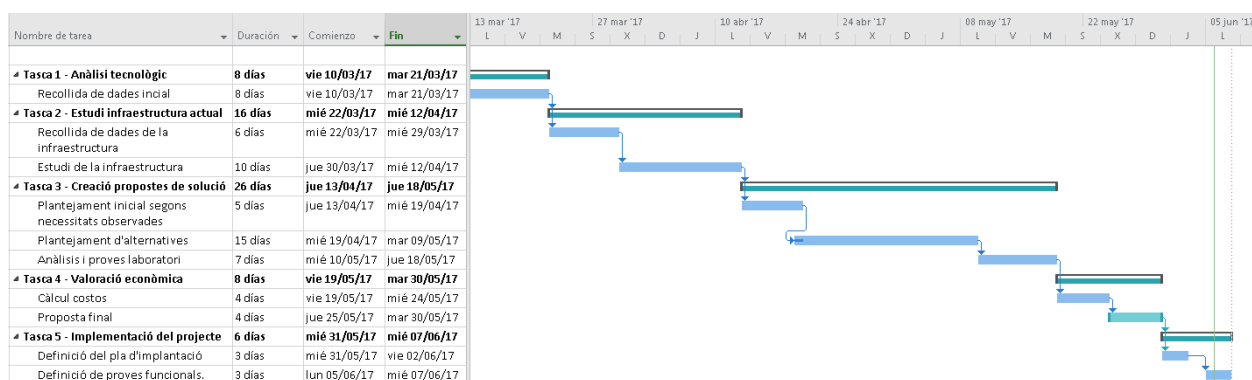 13 mar '17 27 mar '17 10 abr '17 24 abr '17 08 may '17 22 may '17 05 jun '17
Nombre de tarea Duración Comienzo Fin L V M S X D J L V M S X D J L V M S X D J L
Tasca 1 - Anàlisi tecnològic 8 días vie 10/03/17 mar 21/03/17
Recollida de dades incial 8 días vie 10/03/17 mar 21/03/17
Tasca 2 - Estudi infraestructura actual 16 días mié 22/03/17 mié 12/04/17
Recollida de dades de la 6 días mié 22/03/17 mié 29/03/17
infraestructura
Estudi de la infraestructura 10 días jue 30/03/17 mié 12/04/17
Tasca 3 - Creació propostes de solució 26 días jue 13/04/17 jue 18/05/17
Plantejament inicial segons 5 días jue 13/04/17 mié 19/04/17
necessitats observades
Plantejament d'alternatives 15 días mié 19/04/17 mar 09/05/17
Anàlisis i proves laboratori 7 días mié 10/05/17 jue 18/05/17
Tasca 4 - Valoració econòmica 8 días vie 19/05/17 mar 30/05/17
Càlcul costos 4 días vie 19/05/17 mié 24/05/17
Proposta final 4 días jue 25/05/17 mar 30/05/17
Tasca 5 - Implementació del projecte 6 días mié 31/05/17 mié 07/06/17
Definició del pla d'implantació 3 días mié 31/05/17 vie 02/06/17
Definició de proves funcionals. 3 días lun 05/06/17 mié 07/06/17